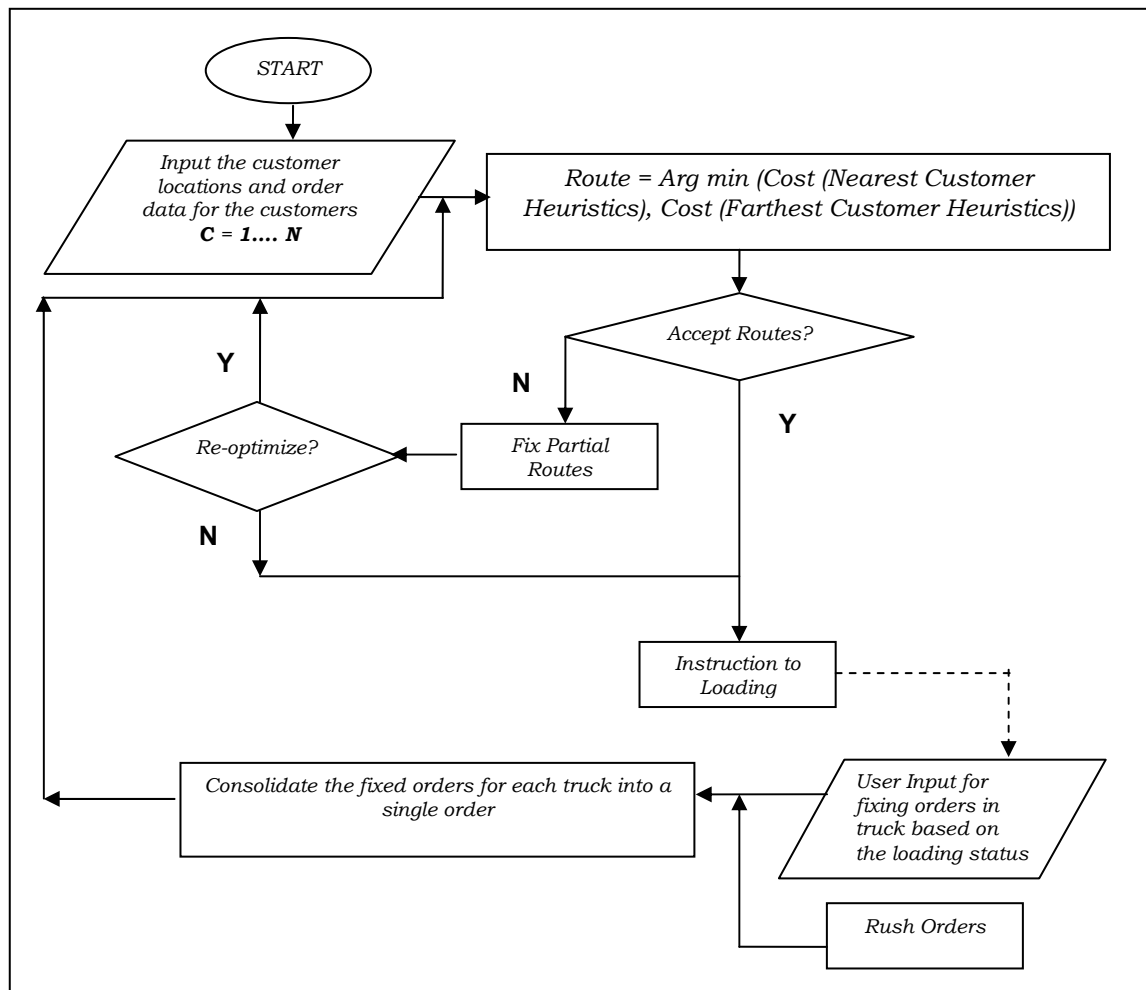 START
Input the customer
locations and order
data for the customers
C = 1.... N
Route = Arg min (Cost (Nearest Customer
Heuristics), Cost (Farthest Customer Heuristics))
Accept Routes?
Y
N
Y
Re-optimize?
Fix Partial
Routes
N
Instruction to
Loading
Consolidate the fixed orders for each truck into a
single order
User Input for
fixing orders in
truck based on
the loading status
Rush Orders